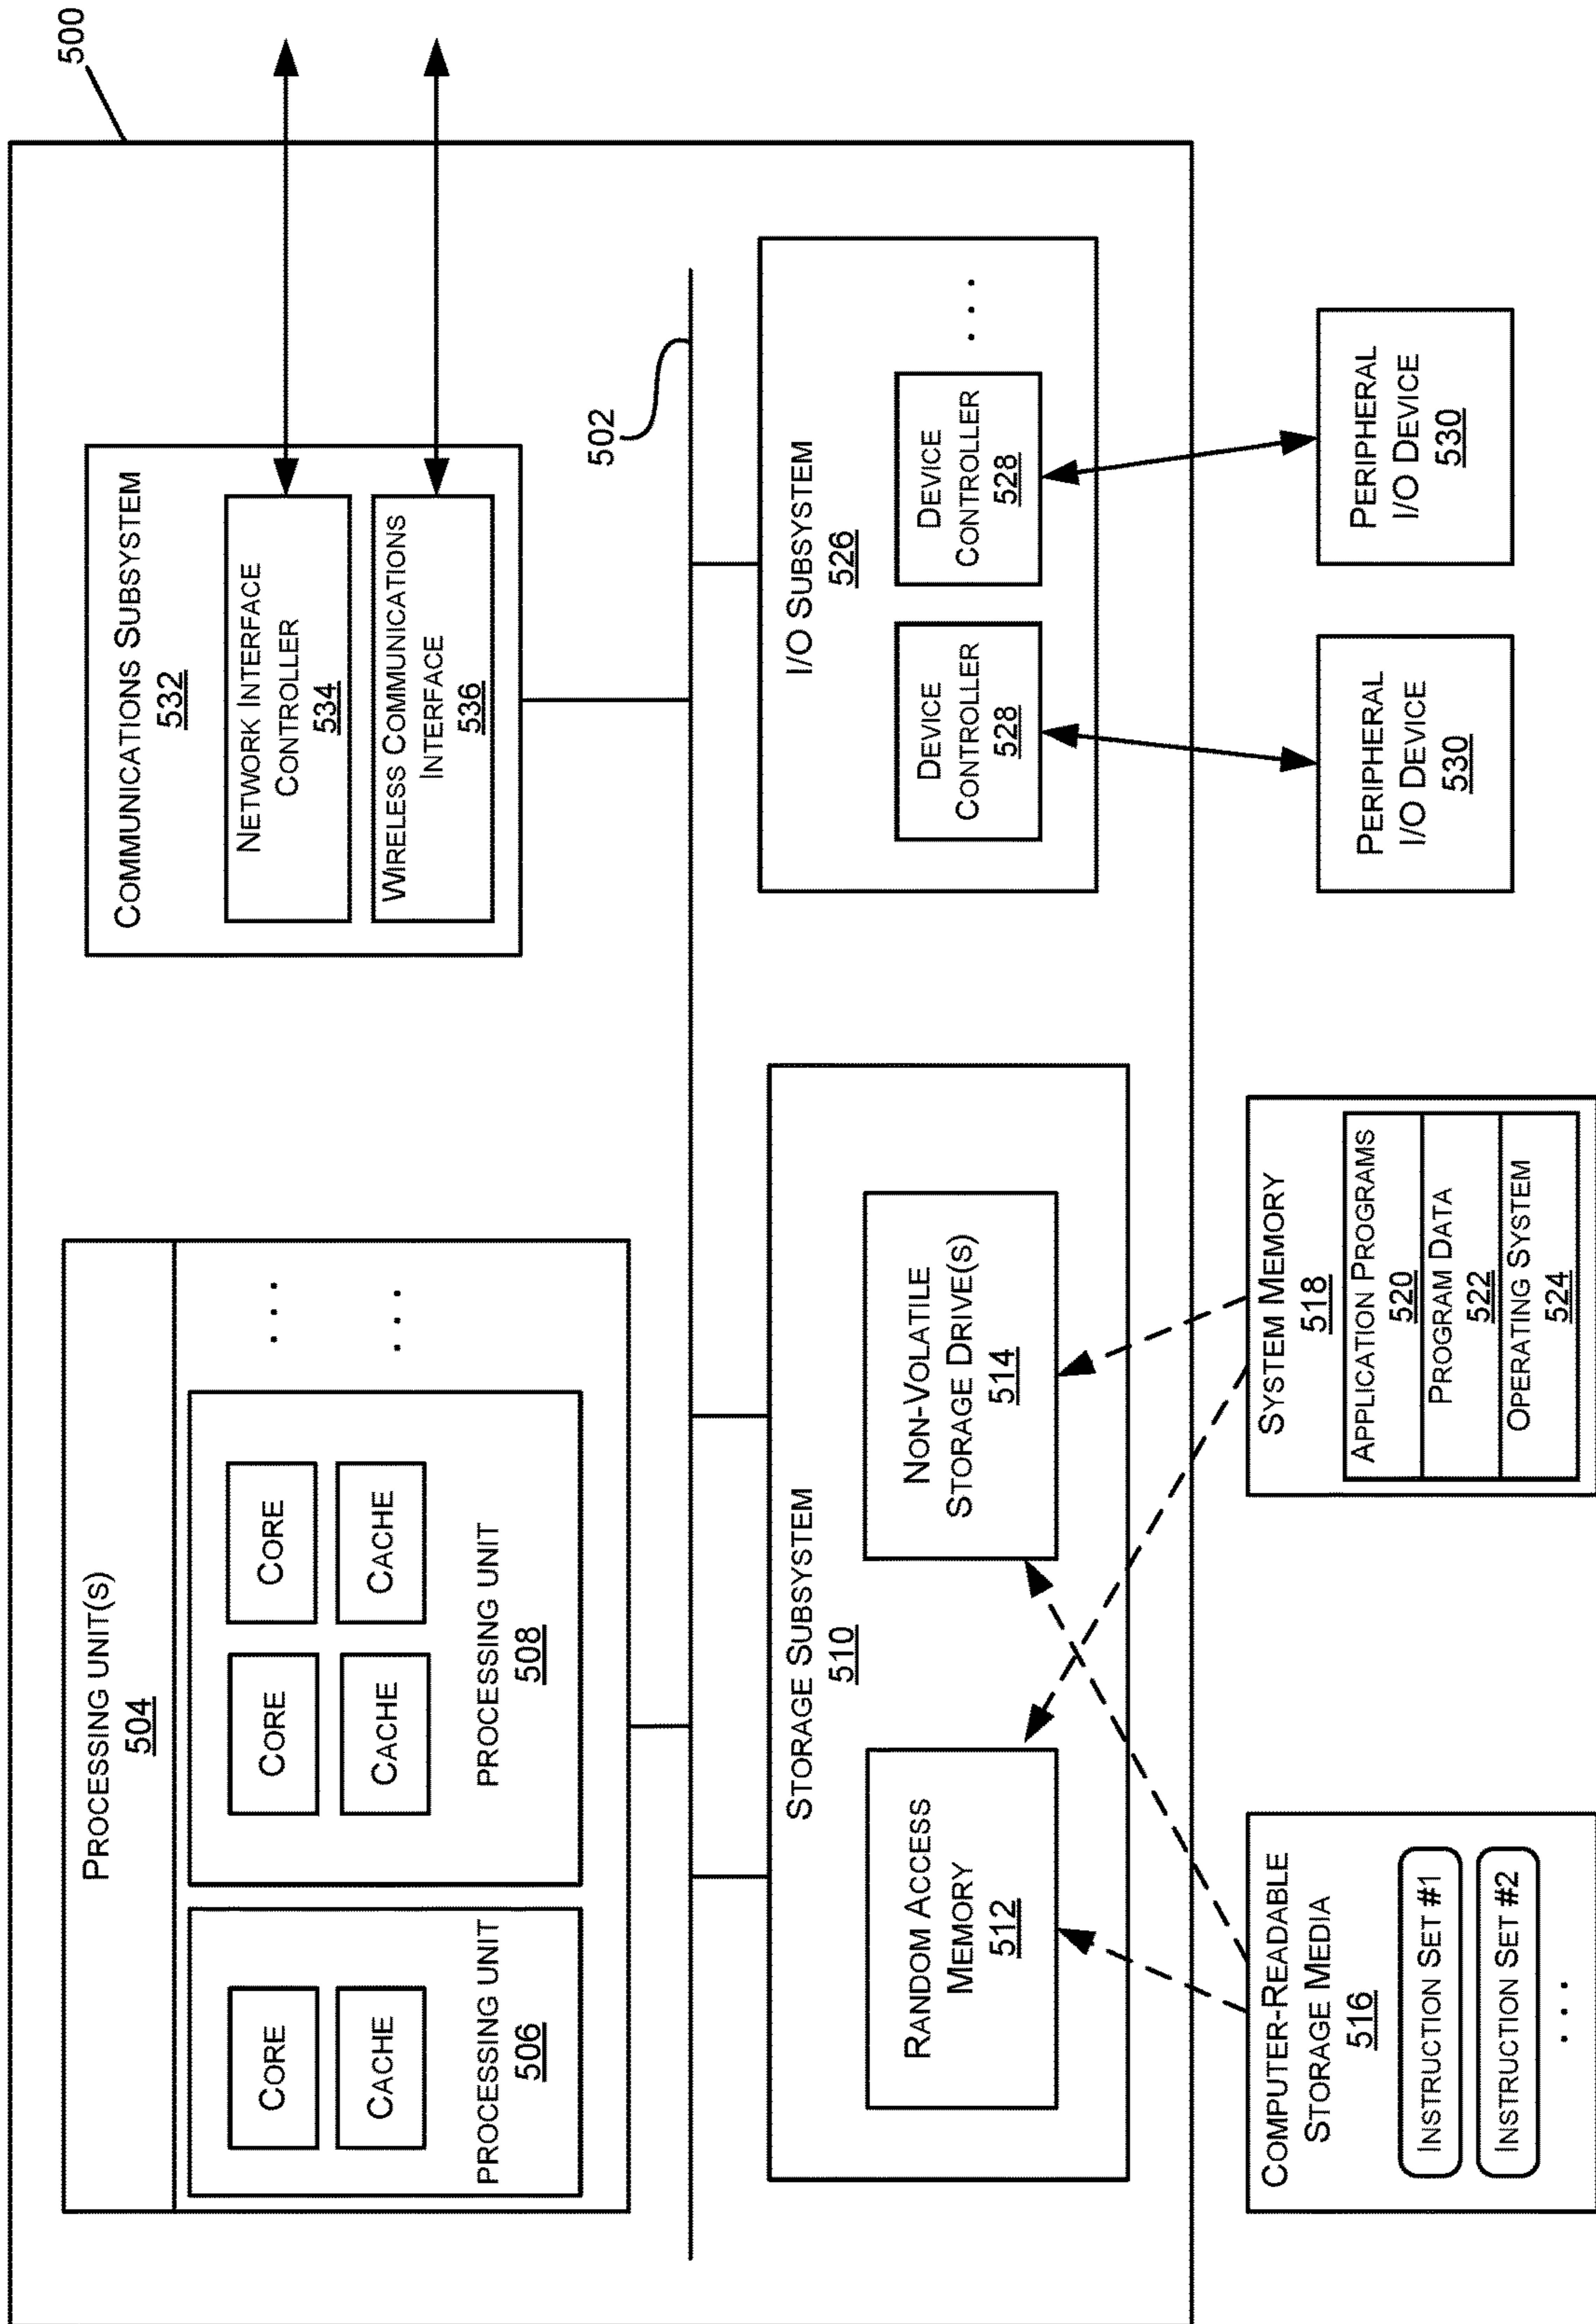 500
PROCESSING UNIT(S)
504
CORE
CACHE
PROCESSING UNIT
506
CORE
CORE
CACHE
CACHE
PROCESSING UNIT
508
. . .
. . .
COMMUNICATIONS SUBSYSTEM
532
NETWORK INTERFACE
CONTROLLER
534
WIRELESS COMMUNICATIONS
INTERFACE
536
502
STORAGE SUBSYSTEM
510
RANDOM ACCESS
MEMORY
512
NON-VOLATILE
STORAGE DRIVE(S)
514
I/O SUBSYSTEM
526
DEVICE
CONTROLLER
528
DEVICE
CONTROLLER
528
. . .
COMPUTER-READABLE
STORAGE MEDIA
516
INSTRUCTION SET #1
INSTRUCTION SET #2
. . .
SYSTEM MEMORY
518
APPLICATION PROGRAMS
520
PROGRAM DATA
522
OPERATING SYSTEM
524
PERIPHERAL
I/O DEVICE
530
PERIPHERAL
I/O DEVICE
530